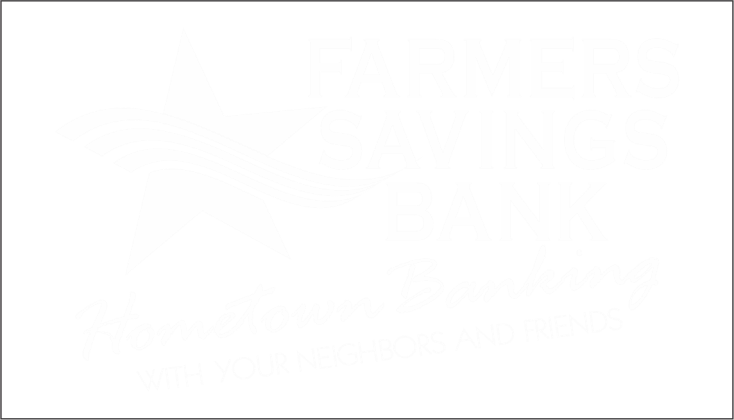 FARMERS
SAVINGS
BANK
Hometown Banking
WITH YOUR NEIGHBORS AND FRIENDS